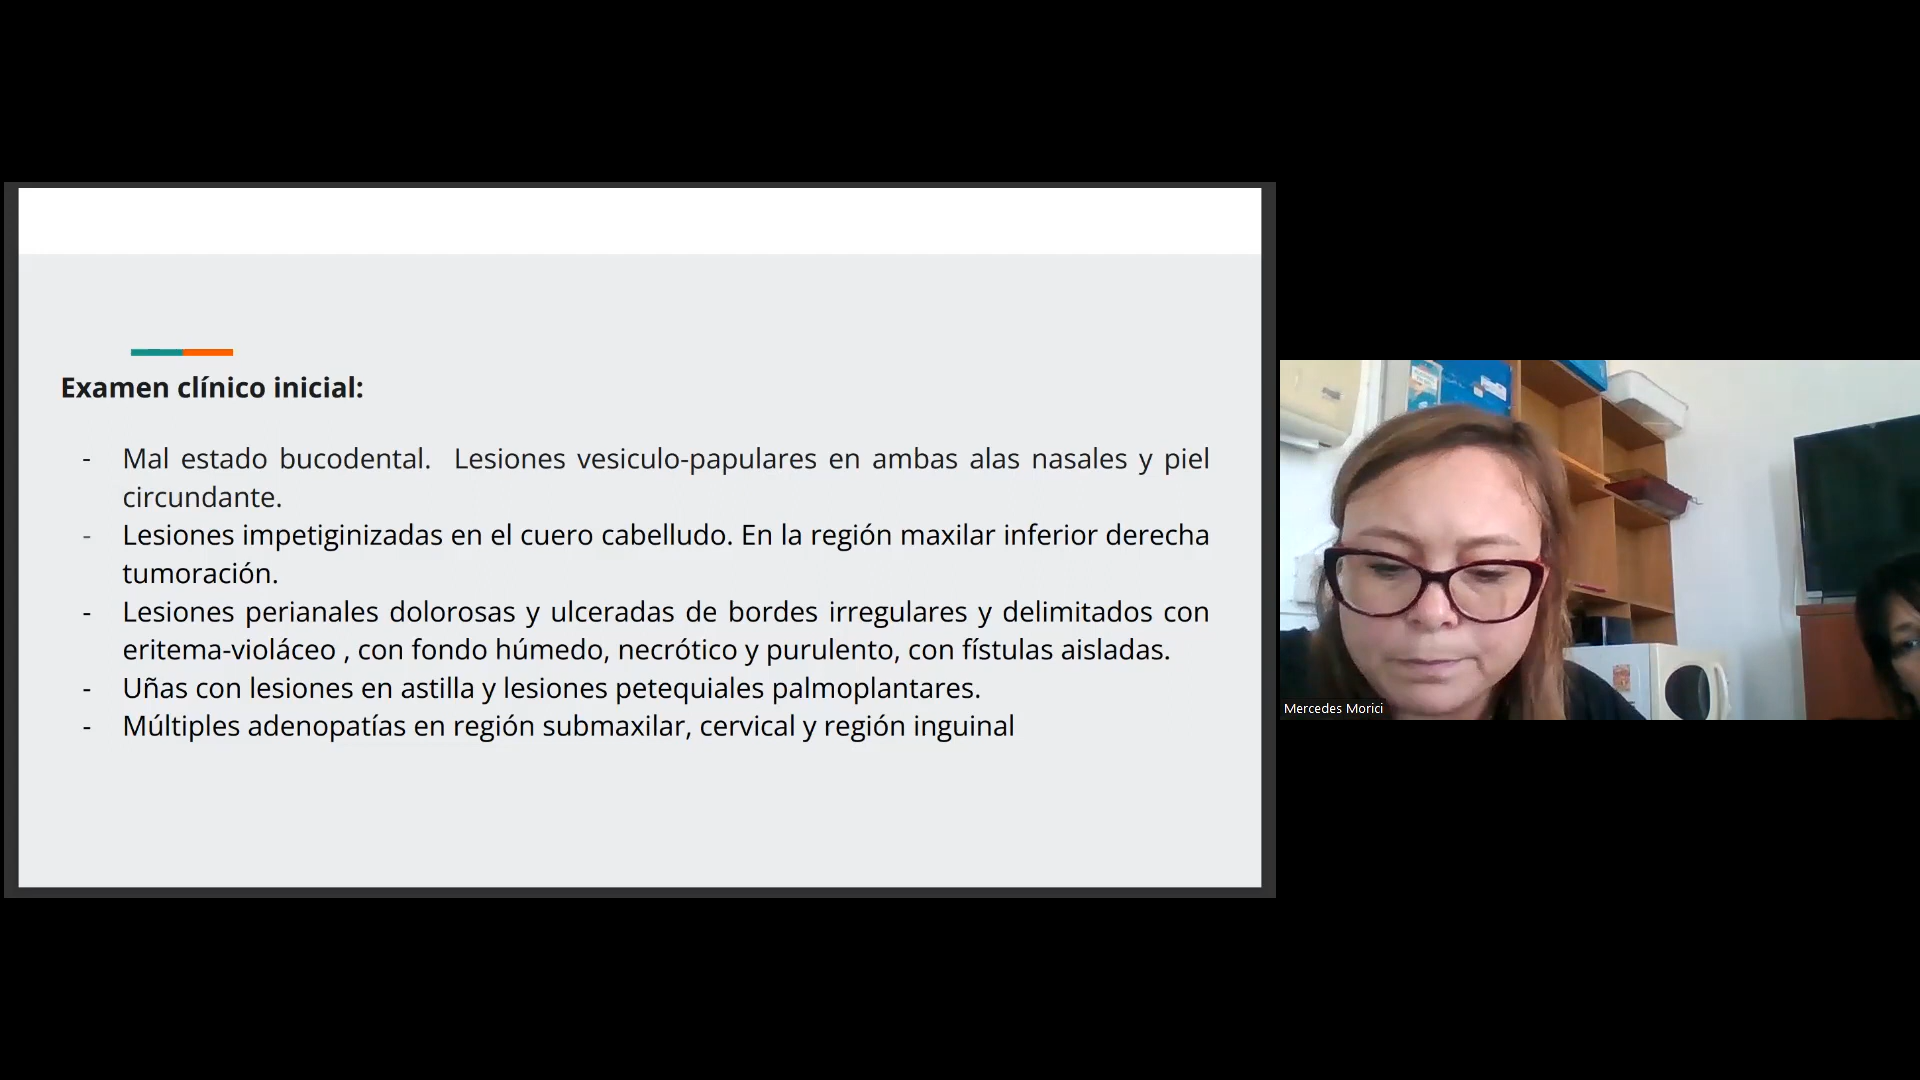 Examen clínico inicial:
- Mal estado bucodental. Lesiones vesiculo-papulares en ambas alas nasales y piel
circundante.
- Lesiones impetiginizadas en el cuero cabelludo. En la región maxilar inferior derecha
tumoración.
- Lesiones perianales dolorosas y ulceradas de bordes irregulares y delimitados con
eritema-violáceo , con fondo húmedo, necrótico y purulento, con fístulas aisladas.
- Uñas con lesiones en astilla y lesiones petequiales palmoplantares.
- Múltiples adenopatías en región submaxilar, cervical y región inguinal
Mercedes Morici